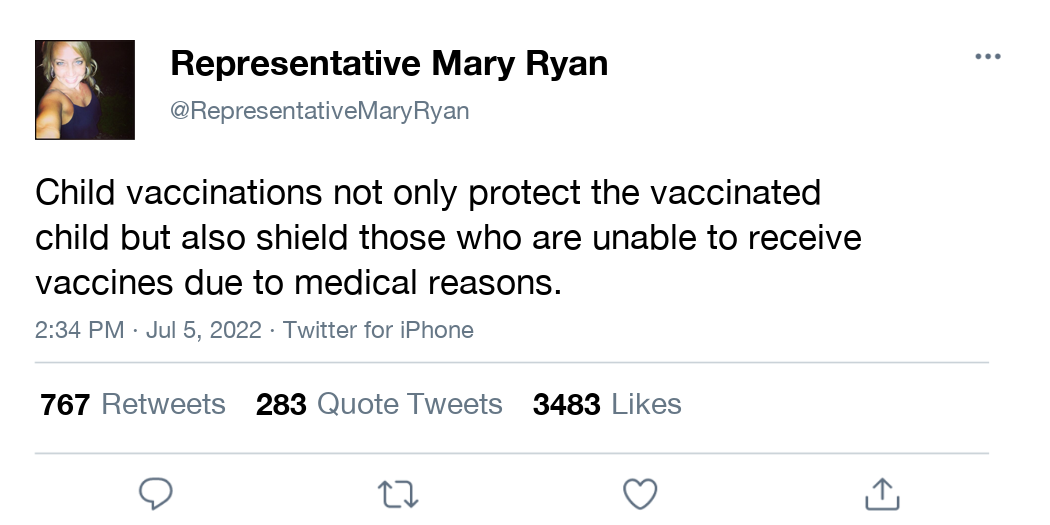 Representative Mary Ryan
@RepresentativeMaryRyan
Child vaccinations not only protect the vaccinated
child but also shield those who are unable to receive
vaccines due to medical reasons.
2:34 PM · Jul 5, 2022 · Twitter for iPhone
767 Retweets 283 Quote Tweets 3483 Likes